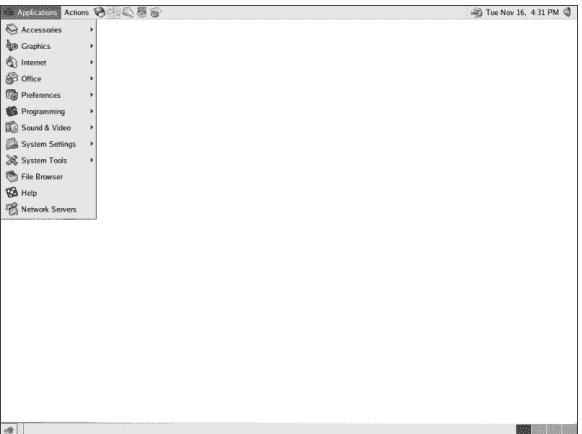 Applications Actions Tue Nov 16, 4:31 PM
Accessories
Graphics
Internet
Office
Preferences
Programming
Sound & Video
System Settings
System Tools
File Browser
Help
Network Servers